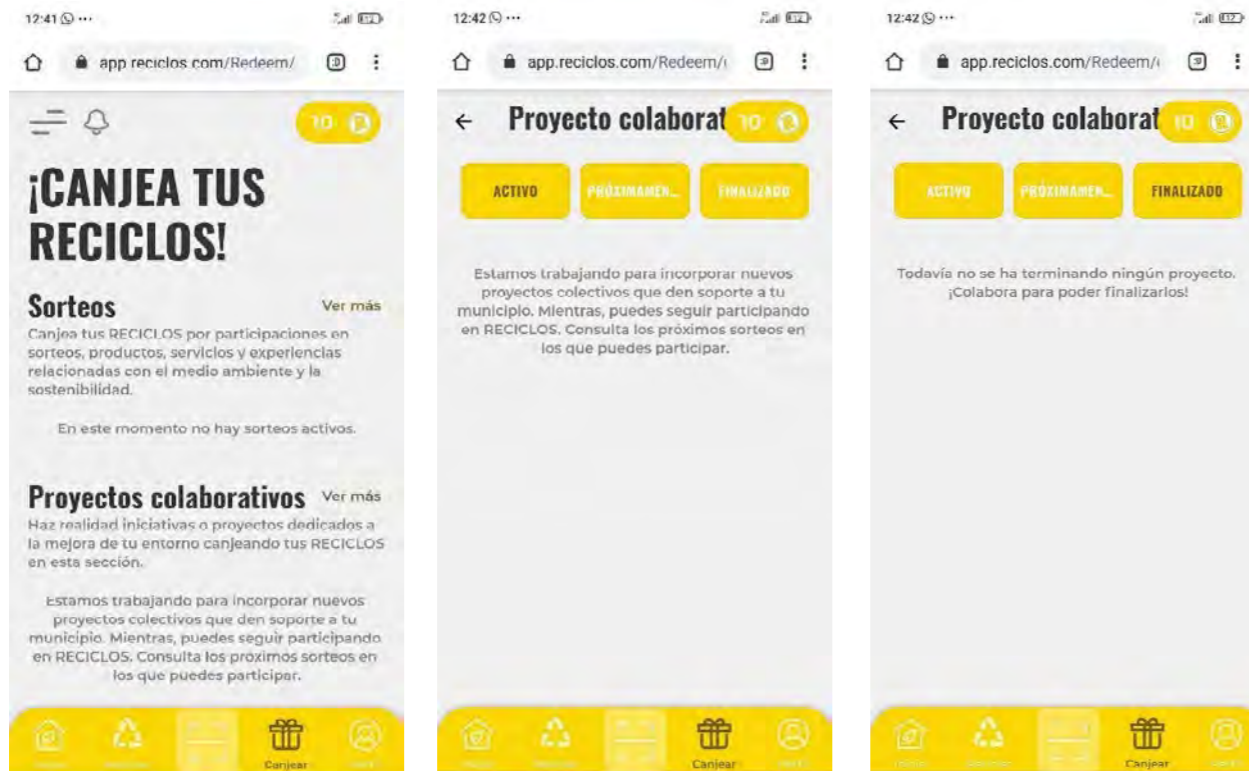 12:41
app.reciclos.com/Redeem/
10
¡CANJEA TUS
RECICLOS!
Sorteos
Ver más
Canjea tus RECICLOS por participaciones en
sorteos, productos, servicios y experiencias
relacionadas con el medio ambiente y la
sostenibilidad.
En este momento no hay sorteos activos.
Proyectos colaborativos
Ver más
Haz realidad iniciativas o proyectos dedicados a
la mejora de tu entorno canjeando tus RECICLOS
en esta sección.
Estamos trabajando para incorporar nuevos
proyectos colectivos que den soporte a tu
municipio. Mientras, puedes seguir participando
en RECICLOS. Consulta los próximos sorteos en
los que puedes participar.
Canjear
12:42
app.reciclos.com/Redeem/
Proyecto colaborat
10
ACTIVO
PRÓXIMAMEN...
FINALIZADO
Estamos trabajando para incorporar nuevos
proyectos colectivos que den soporte a tu
municipio. Mientras, puedes seguir participando
en RECICLOS. Consulta los próximos sorteos en
los que puedes participar.
Canjear
12:42
app.reciclos.com/Redeem/
Proyecto colaborat
10
ACTIVO
PRÓXIMAMEN...
FINALIZADO
Todavía no se ha terminando ningún proyecto.
¡Colabora para poder finalizarlos!
Canjear